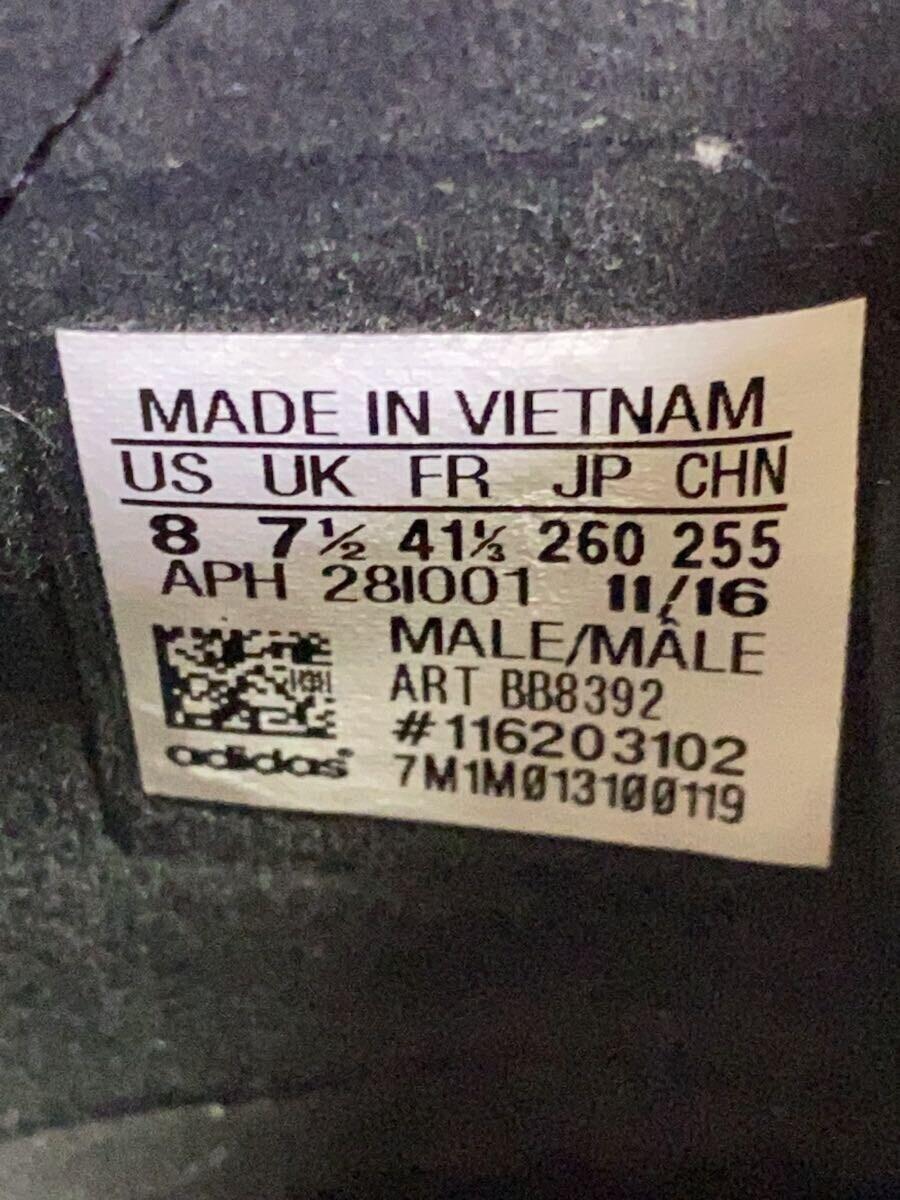 MADE IN VIETNAM
US UK FR JP CHN
8 7½ 41⅓ 260 255
APH 28I001 11/16
MALE/MÂLE
ART BB8392
#116203102
adidas
7M1M013100119